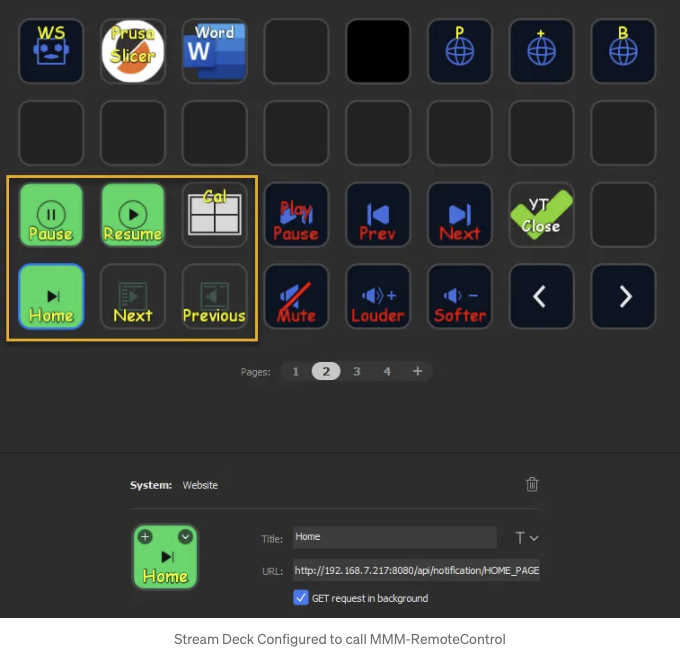 WS
Prusa
Slicer
Word
W
P
+
B
Pause
Resume
Cal
Play
Pause
Prev
Next
YT
Close
Home
Next
Previous
Mute
+
Louder
-
Softer
Pages: 1 2 3 4 +
System: Website
Home
Title: Home
T
URL: http://192.168.7.217:8080/api/notification/HOME_PAGE
GET request in background
Stream Deck Configured to call MMM-RemoteControl